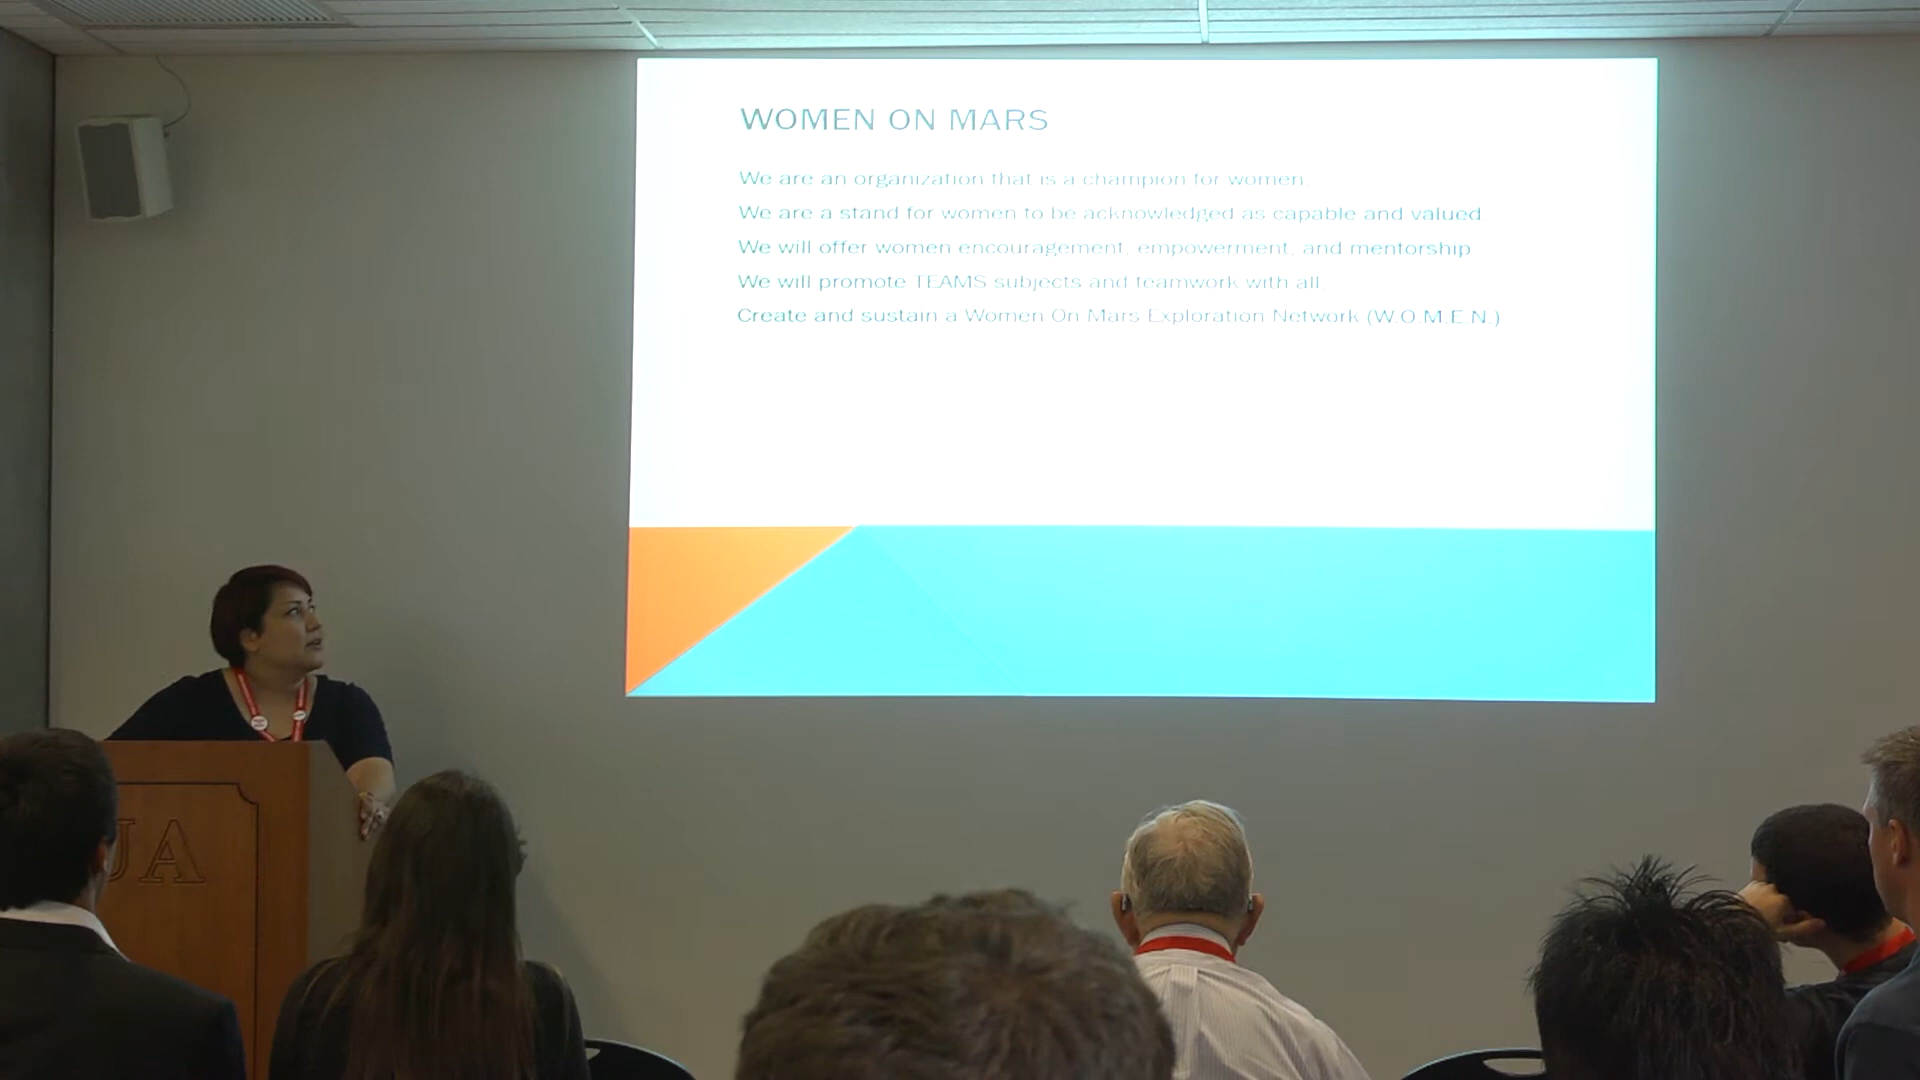 WOMEN ON MARS
We are an organization that is a champion for women.
We are a stand for women to be acknowledged as capable and valued
We will offer women encouragement, empowerment, and mentorship
We will promote TEAMS subjects and teamwork with all.
Create and sustain a Women On Mars Exploration Network (W.O.M.E.N.)
UA